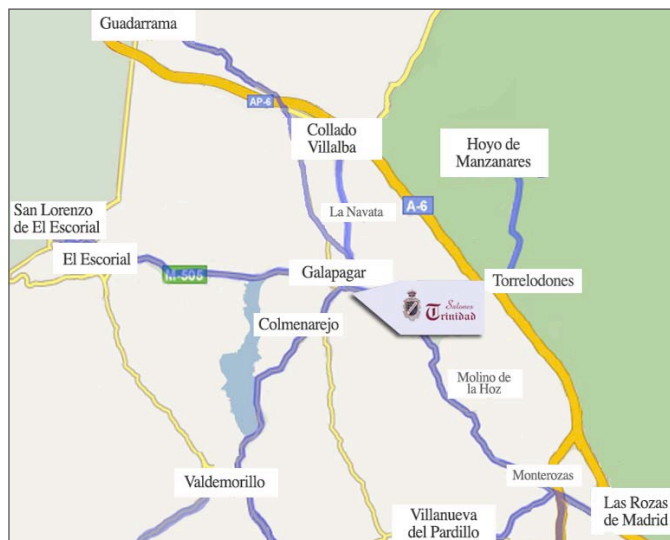 Guadarrama
AP-6
Collado
Villalba
Hoyo de
Manzanares
San Lorenzo
de El Escorial
La Navata
A-6
El Escorial
M-505
Galapagar
Torrelodones
Salones
Trinidad
Colmenarejo
Molino de
la Hoz
Valdemorillo
Monterozas
Villanueva
del Pardillo
Las Rozas
de Madrid